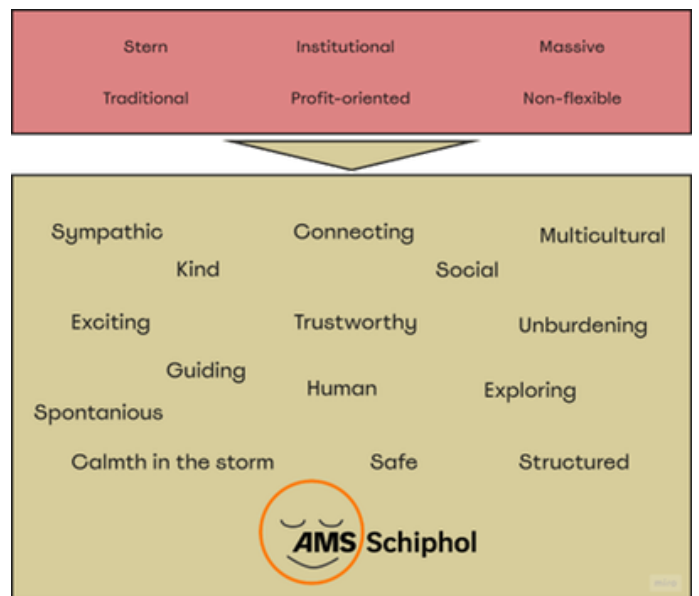 Stern Institutional Massive
Traditional Profit-oriented Non-flexible
Sympathic Connecting Multicultural
Kind Social
Exciting Trustworthy Unburdening
Guiding Human Exploring
Spontanious
Calmth in the storm Safe Structured
AMS Schiphol
miro